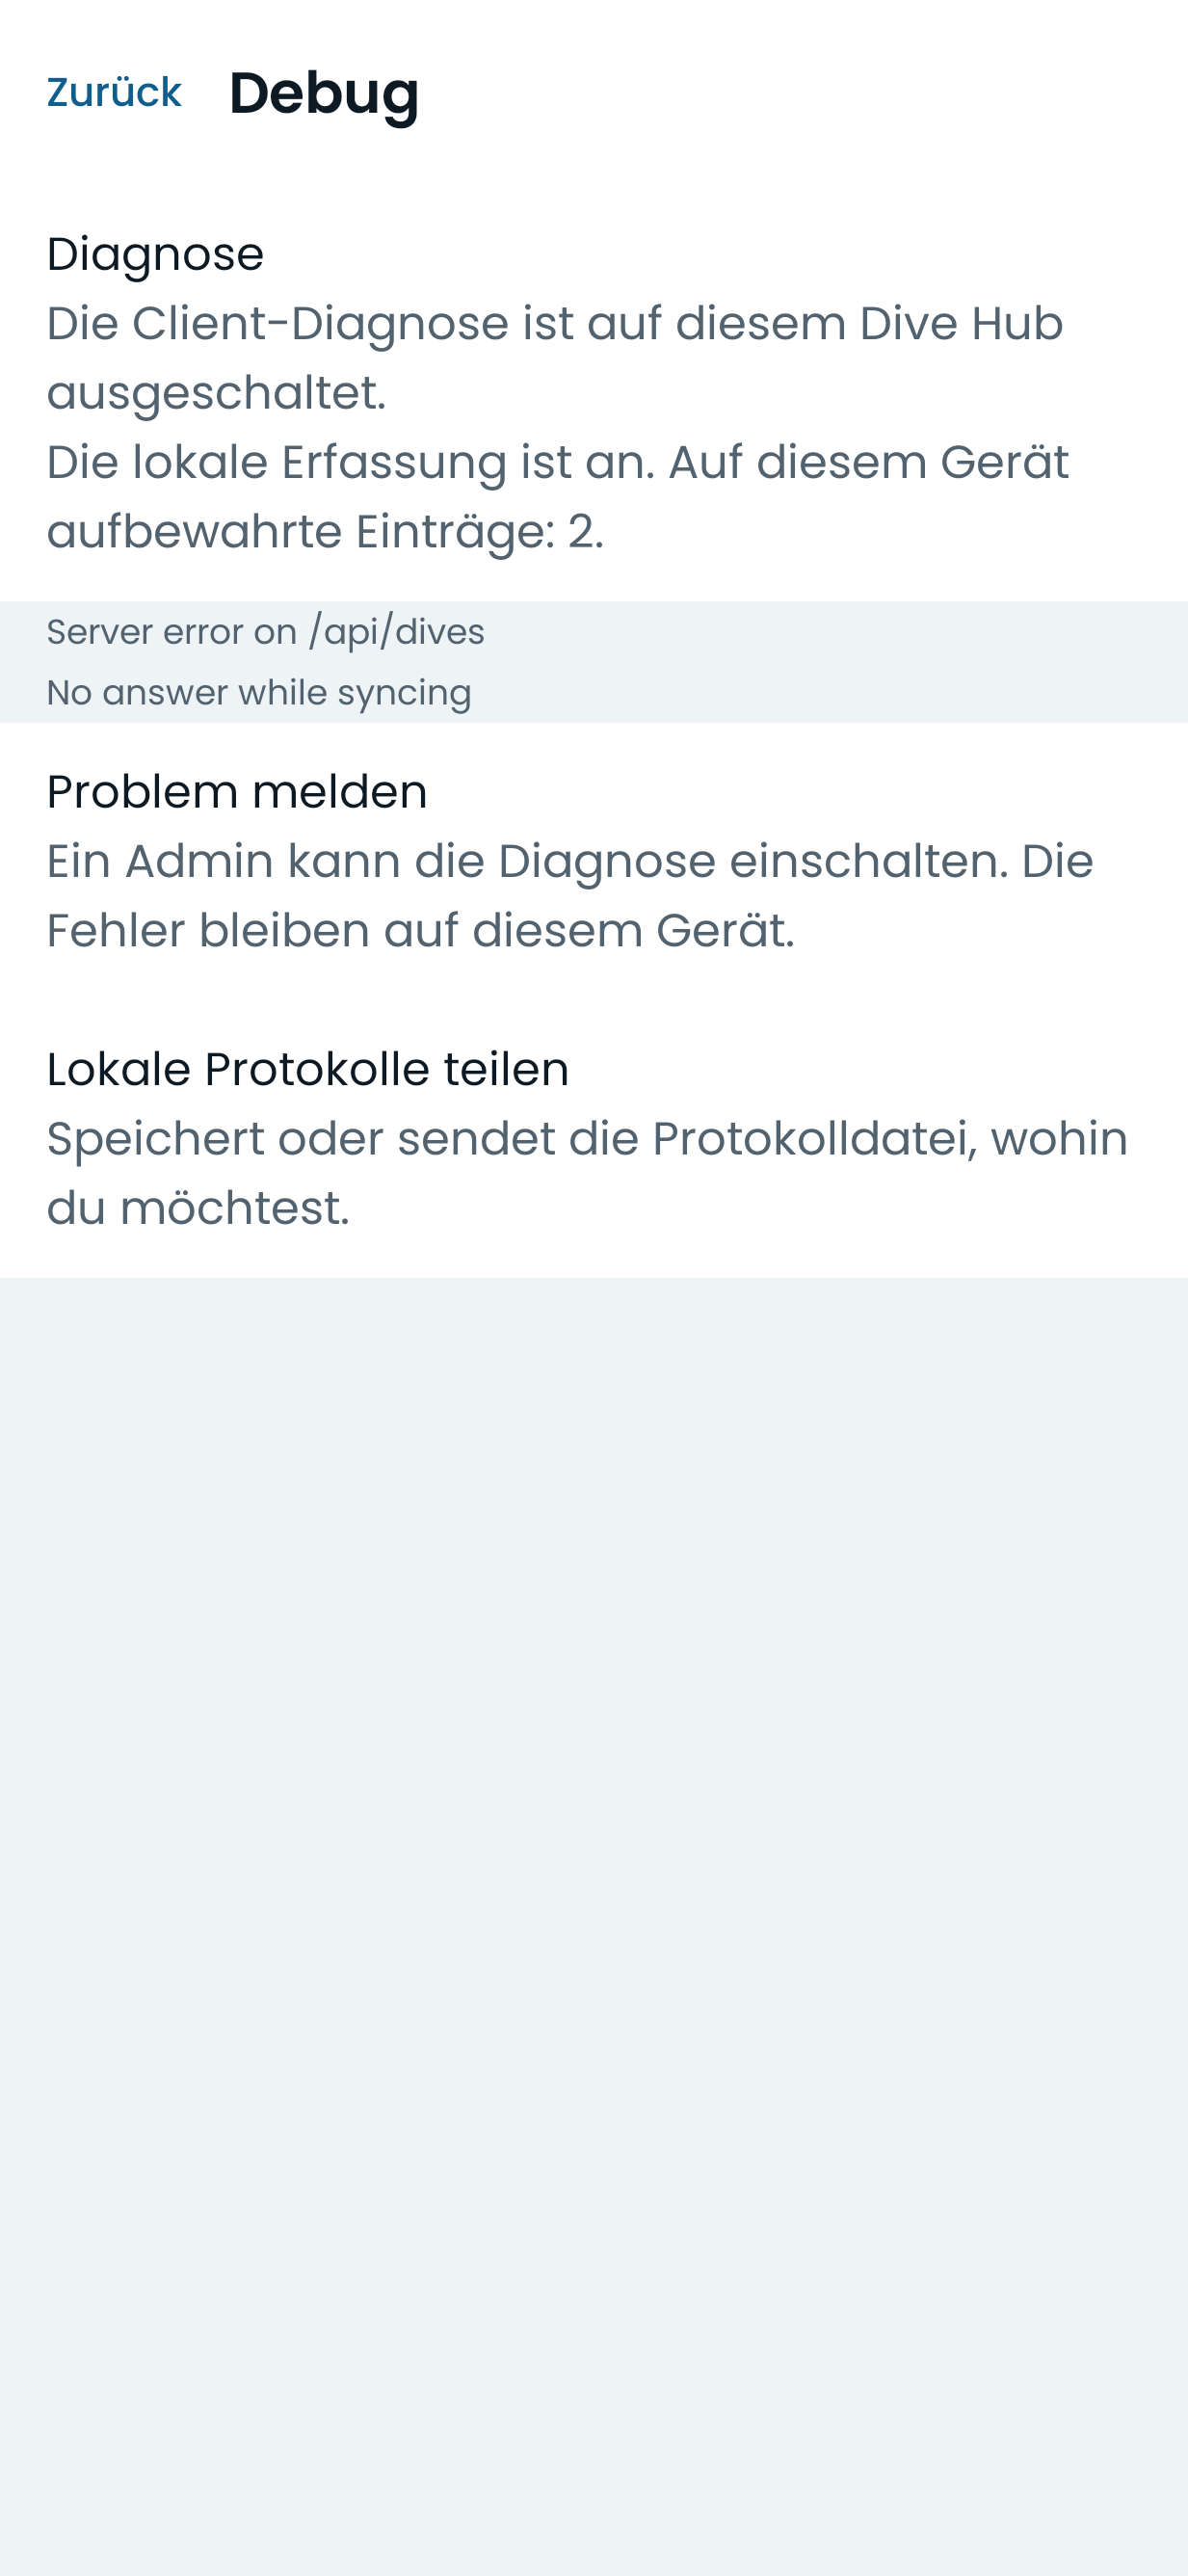 Zurück Debug
Diagnose
Die Client-Diagnose ist auf diesem Dive Hub
ausgeschaltet.
Die lokale Erfassung ist an. Auf diesem Gerät
aufbewahrte Einträge: 2.
Server error on /api/dives
No answer while syncing
Problem melden
Ein Admin kann die Diagnose einschalten. Die
Fehler bleiben auf diesem Gerät.
Lokale Protokolle teilen
Speichert oder sendet die Protokolldatei, wohin
du möchtest.